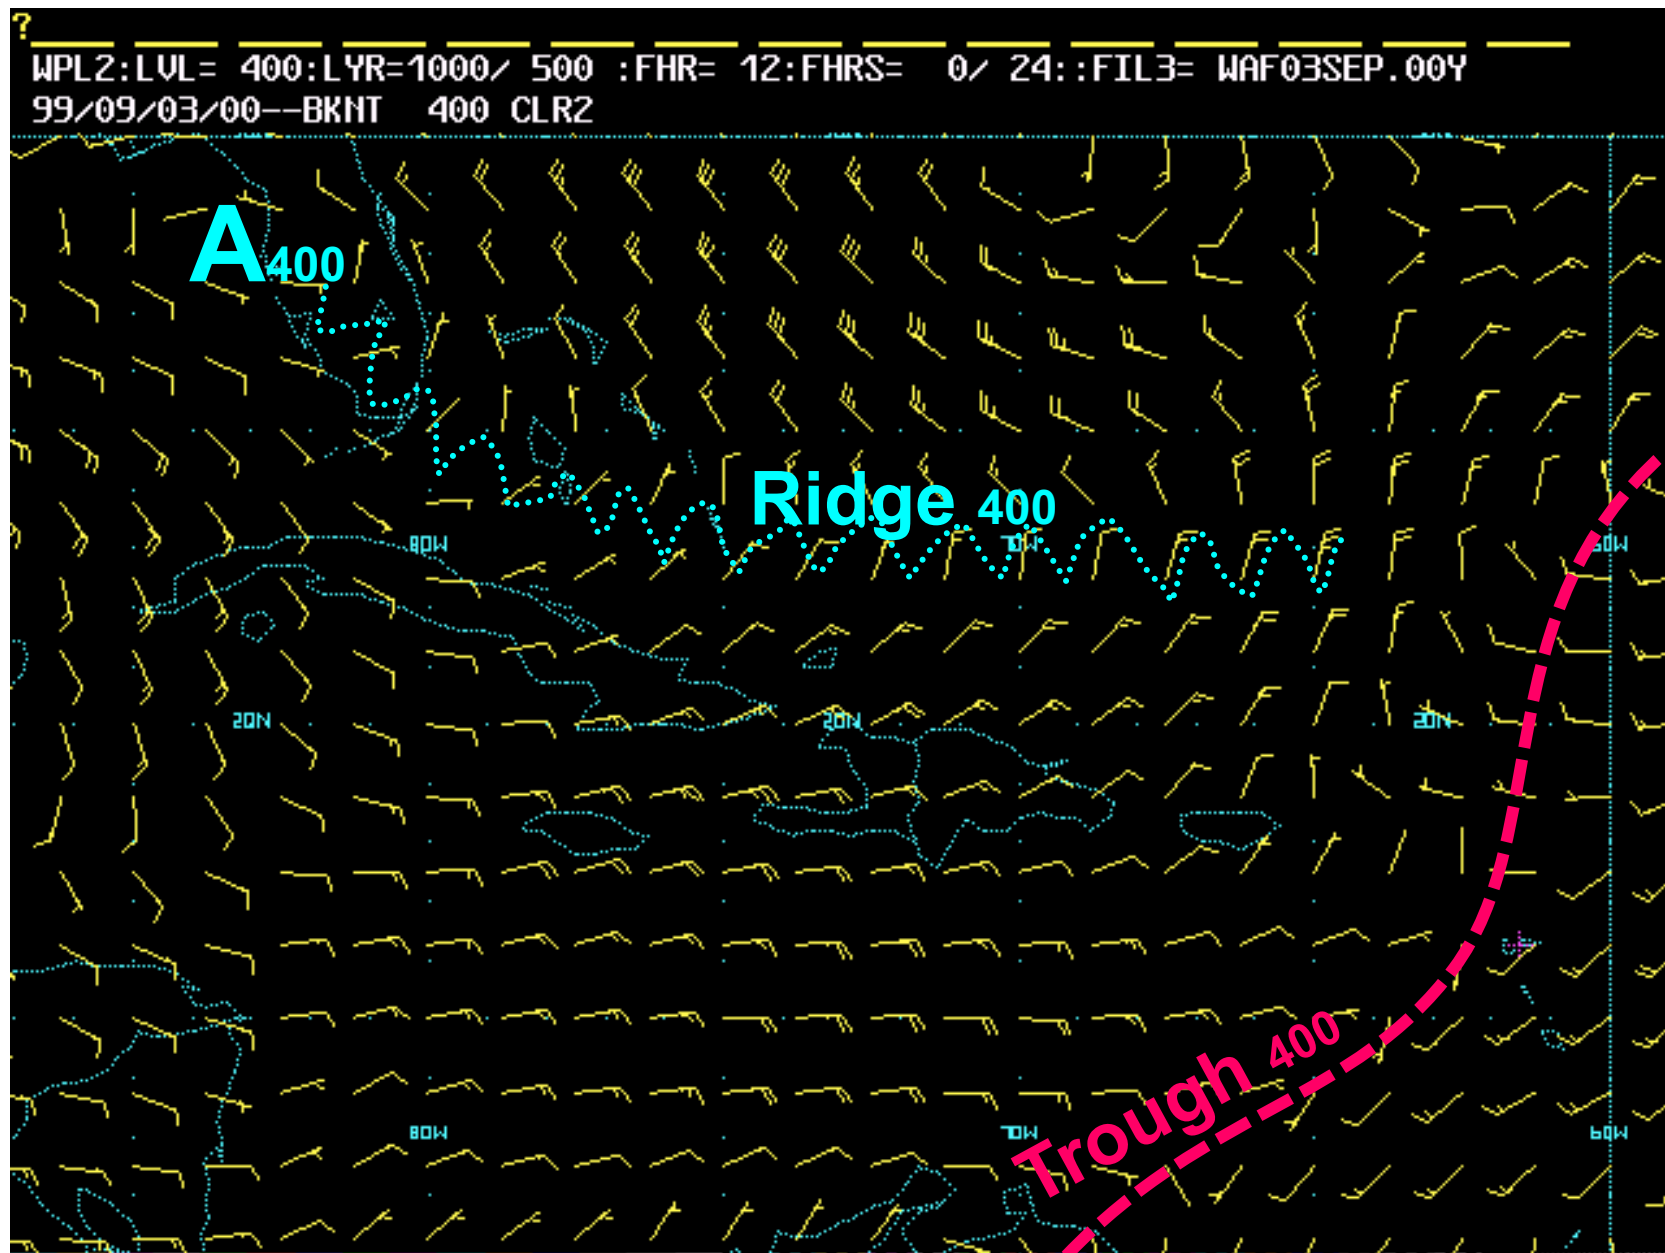 ?
WPL2:LVL= 400:LYR=1000/ 500 :FHR= 12:FHRS=  0/ 24::FIL3= WAF03SEP.00Y
99/09/03/00--BKNT  400 CLR2
A400
Ridge 400
80W 70W 60W
20N 20N 20N
Trough 400
80W 70W 60W